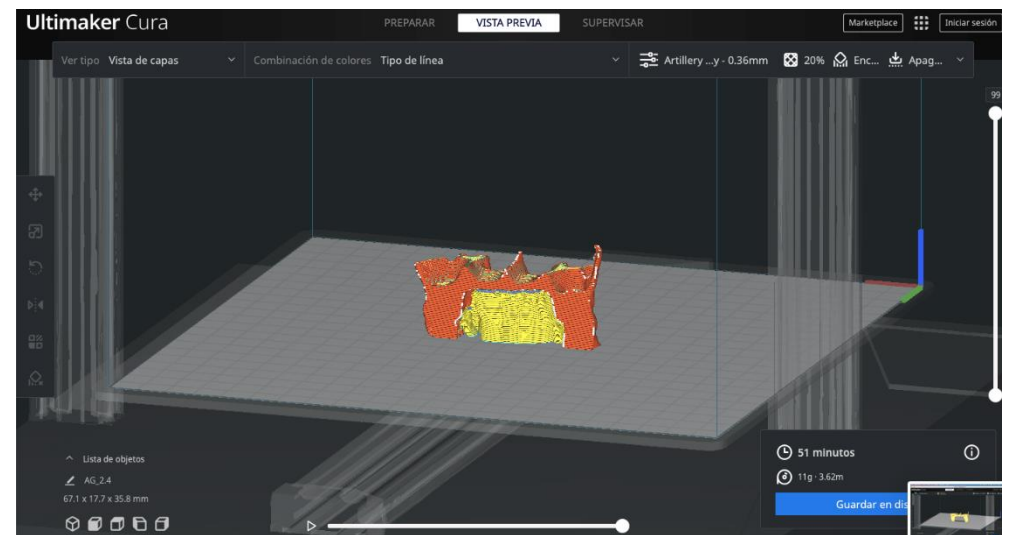 Ultimaker Cura PREPARAR VISTA PREVIA SUPERVISAR Marketplace Iniciar sesión
Ver tipo Vista de capas Combinación de colores Tipo de línea Artillery ...y - 0.36mm 20% Enc... Apag...
99
Lista de objetos
AG_2.4
67.1 x 17.7 x 35.8 mm
51 minutos
11g · 3.62m
Guardar en dis